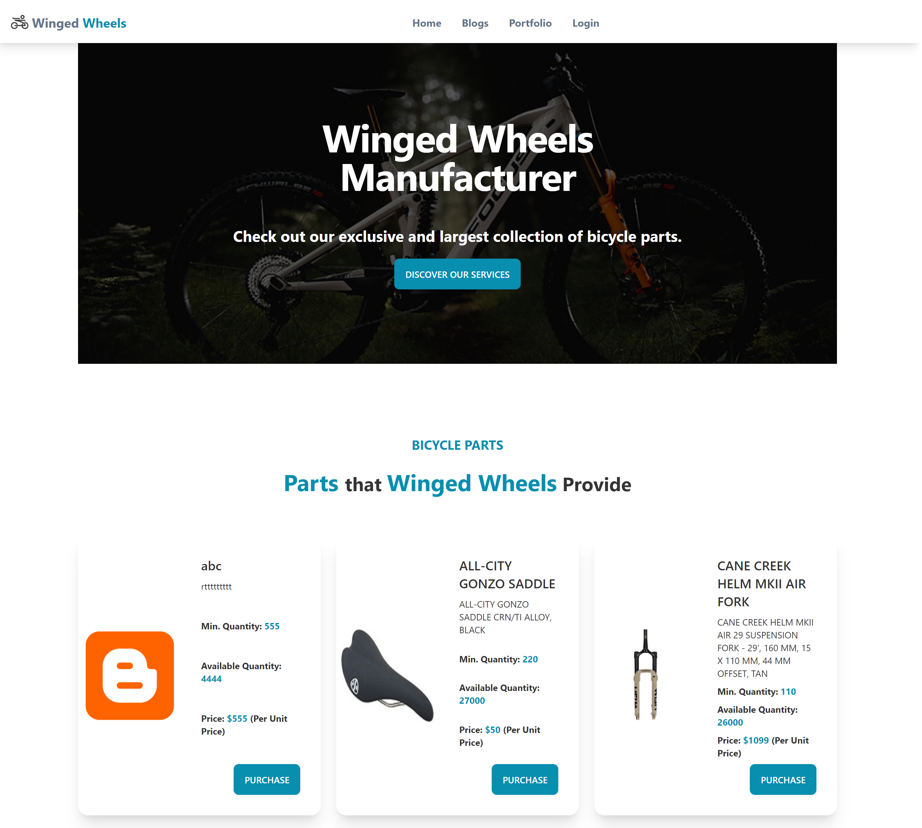 Winged Wheels
Home Blogs Portfolio Login
Winged Wheels
Manufacturer
Check out our exclusive and largest collection of bicycle parts.
DISCOVER OUR SERVICES
FOCUS
BICYCLE PARTS
Parts that Winged Wheels Provide
abc
rttttttttt
Min. Quantity: 555
Available Quantity:
4444
Price: $555 (Per Unit
Price)
PURCHASE
ALL-CITY
GONZO SADDLE
ALL-CITY GONZO
SADDLE CRN/TI ALLOY,
BLACK
Min. Quantity: 220
Available Quantity:
27000
Price: $50 (Per Unit
Price)
PURCHASE
CANE CREEK
HELM MKII AIR
FORK
CANE CREEK HELM MKII
AIR 29 SUSPENSION
FORK - 29', 160 MM, 15
X 110 MM, 44 MM
OFFSET, TAN
Min. Quantity: 110
Available Quantity:
26000
Price: $1099 (Per Unit
Price)
PURCHASE